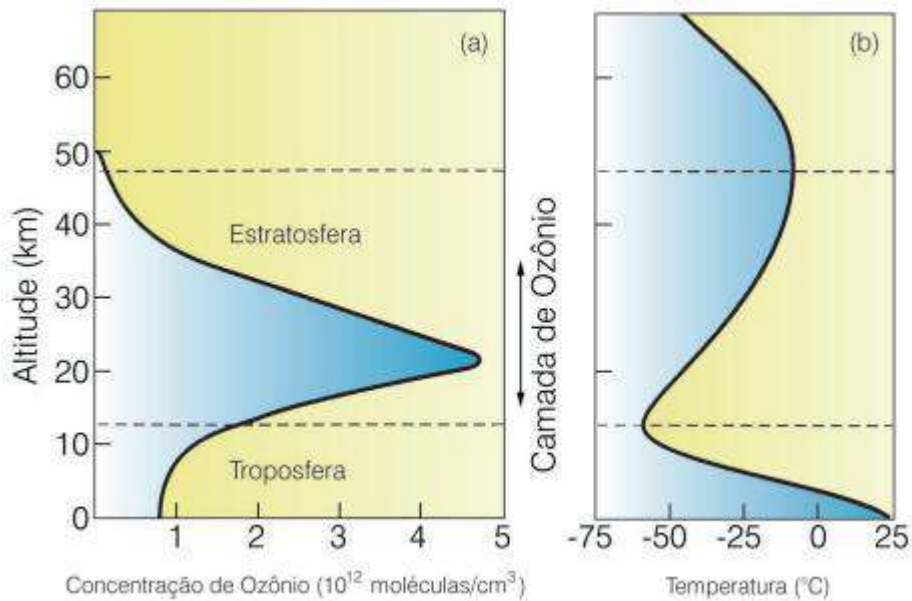 (a)
(b)
60
50
40
30
20
10
0
Altitude (km)
Estratosfera
Troposfera
Camada de Ozônio
1 2 3 4 5
-75 -50 -25 0 25
Concentração de Ozônio (10¹² moléculas/cm³)
Temperatura (°C)